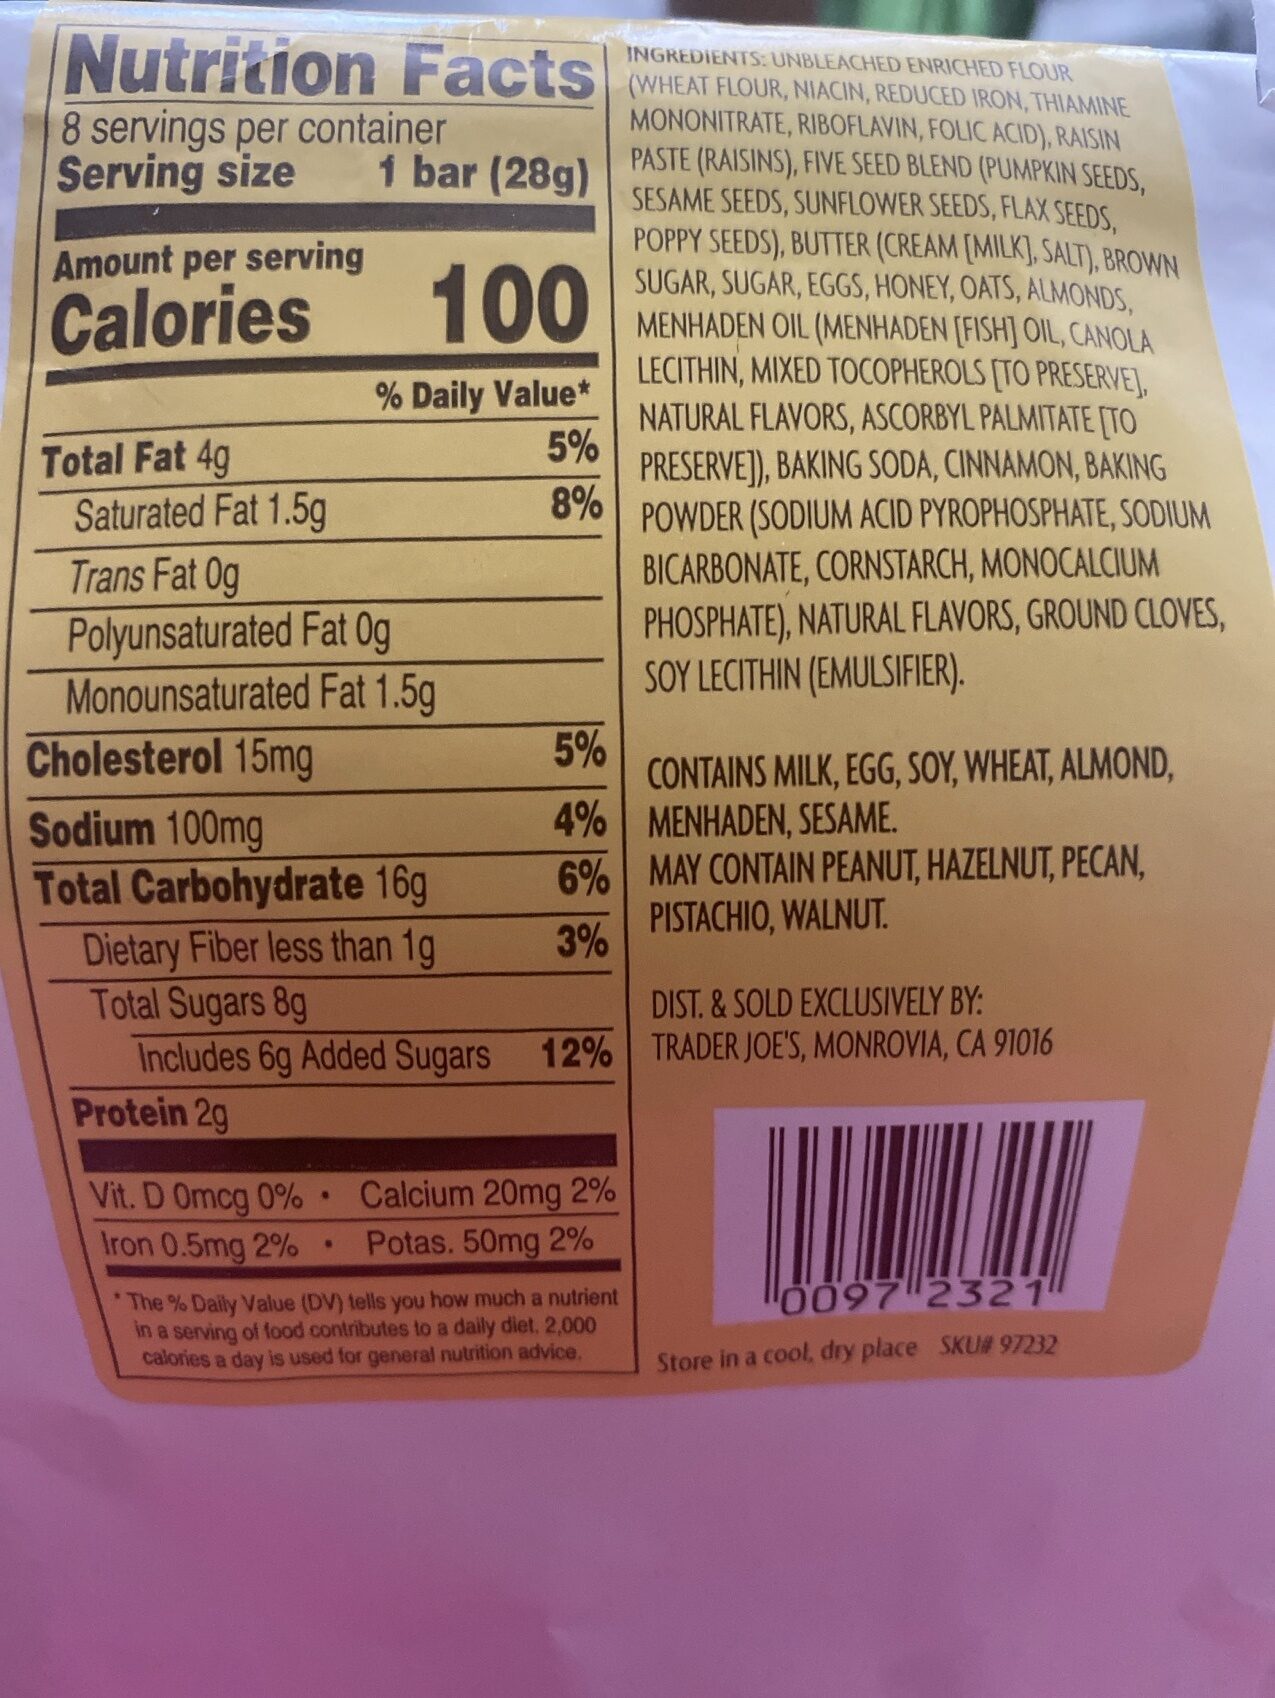 Nutrition Facts
8 servings per container
Serving size 1 bar (28g)
Amount per serving
Calories 100
% Daily Value*
Total Fat 4g 5%
Saturated Fat 1.5g 8%
Trans Fat 0g
Polyunsaturated Fat 0g
Monounsaturated Fat 1.5g
Cholesterol 15mg 5%
Sodium 100mg 4%
Total Carbohydrate 16g 6%
Dietary Fiber less than 1g 3%
Total Sugars 8g
Includes 6g Added Sugars 12%
Protein 2g
Vit. D 0mcg 0% • Calcium 20mg 2%
Iron 0.5mg 2% • Potas. 50mg 2%
* The % Daily Value (DV) tells you how much a nutrient
in a serving of food contributes to a daily diet. 2,000
calories a day is used for general nutrition advice.
INGREDIENTS: UNBLEACHED ENRICHED FLOUR
(WHEAT FLOUR, NIACIN, REDUCED IRON, THIAMINE
MONONITRATE, RIBOFLAVIN, FOLIC ACID), RAISIN
PASTE (RAISINS), FIVE SEED BLEND (PUMPKIN SEEDS,
SESAME SEEDS, SUNFLOWER SEEDS, FLAX SEEDS,
POPPY SEEDS), BUTTER (CREAM [MILK], SALT), BROWN
SUGAR, SUGAR, EGGS, HONEY, OATS, ALMONDS,
MENHADEN OIL (MENHADEN [FISH] OIL, CANOLA
LECITHIN, MIXED TOCOPHEROLS [TO PRESERVE],
NATURAL FLAVORS, ASCORBYL PALMITATE [TO
PRESERVE]), BAKING SODA, CINNAMON, BAKING
POWDER (SODIUM ACID PYROPHOSPHATE, SODIUM
BICARBONATE, CORNSTARCH, MONOCALCIUM
PHOSPHATE), NATURAL FLAVORS, GROUND CLOVES,
SOY LECITHIN (EMULSIFIER).
CONTAINS MILK, EGG, SOY, WHEAT, ALMOND,
MENHADEN, SESAME.
MAY CONTAIN PEANUT, HAZELNUT, PECAN,
PISTACHIO, WALNUT.
DIST. & SOLD EXCLUSIVELY BY:
TRADER JOE'S, MONROVIA, CA 91016
0097 2321
Store in a cool, dry place SKU# 97232